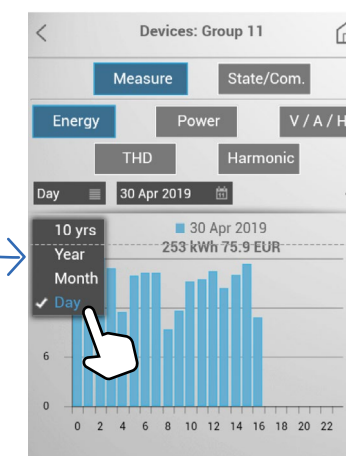 Devices: Group 11
Measure State/Com.
Energy Power V / A / H
THD Harmonic
Day 30 Apr 2019
10 yrs
30 Apr 2019
Year
253 kWh 75.9 EUR
Month
Day
6
0
0 2 4 6 8 10 12 14 16 18 20 22